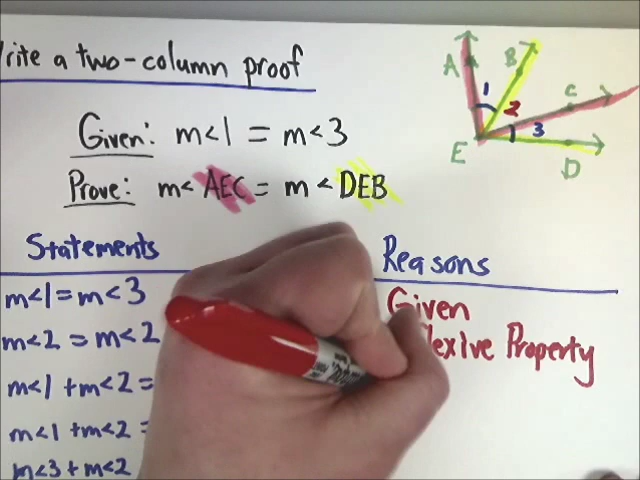 rite a two-column proof
Given: m<1 = m<3
Prove: m< AEC = m < DEB
A
B
C
1
2
3
E
D
Statements
Reasons
m<1 = m<3
Given
m<2 = m<2
lexive Property
m<1 + m<2 =
m<1 + m<2 =
m<3 + m<2